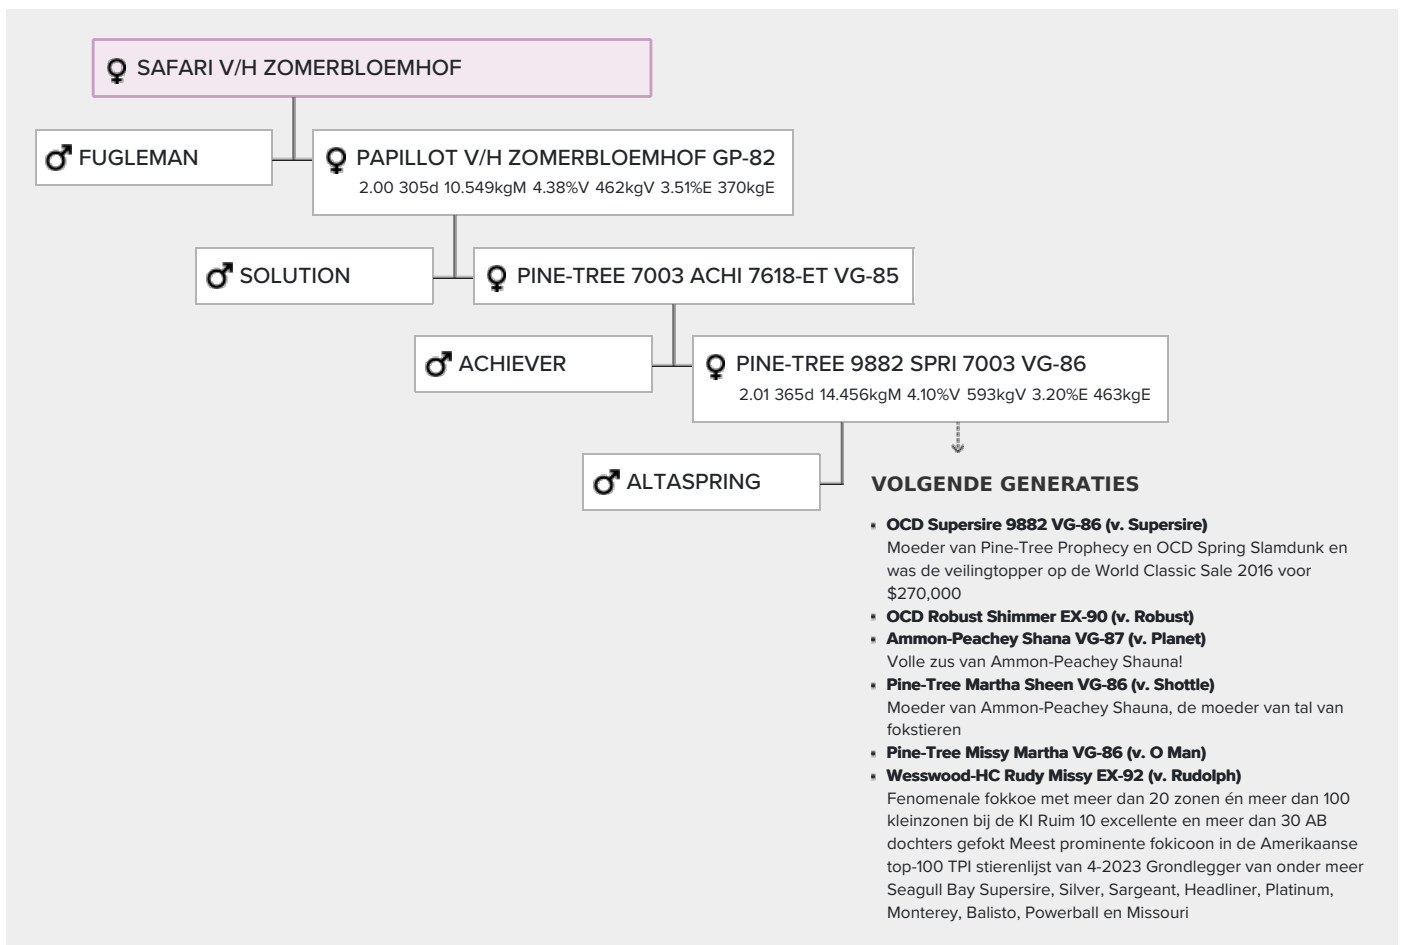 SAFARI V/H ZOMERBLOEMHOF
FUGLEMAN
PAPILLOT V/H ZOMERBLOEMHOF GP-82
2.00 305d 10.549kgM 4.38%V 462kgV 3.51%E 370kgE
SOLUTION
PINE-TREE 7003 ACHI 7618-ET VG-85
ACHIEVER
PINE-TREE 9882 SPRI 7003 VG-86
2.01 365d 14.456kgM 4.10%V 593kgV 3.20%E 463kgE
ALTASPRING
VOLGENDE GENERATIES
OCD Supersire 9882 VG-86 (v. Supersire)
Moeder van Pine-Tree Prophecy en OCD Spring Slamdunk en
was de veilingtopper op de World Classic Sale 2016 voor
$270,000
OCD Robust Shimmer EX-90 (v. Robust)
Ammon-Peachey Shana VG-87 (v. Planet)
Volle zus van Ammon-Peachey Shauna!
Pine-Tree Martha Sheen VG-86 (v. Shottle)
Moeder van Ammon-Peachey Shauna, de moeder van tal van
fokstieren
Pine-Tree Missy Martha VG-86 (v. O Man)
Wesswood-HC Rudy Missy EX-92 (v. Rudolph)
Fenomenale fokkoe met meer dan 20 zonen én meer dan 100
kleinzonen bij de KI Ruim 10 excellente en meer dan 30 AB
dochters gefokt Meest prominente fokicoon in de Amerikaanse
top-100 TPI stierenlijst van 4-2023 Grondlegger van onder meer
Seagull Bay Supersire, Silver, Sargeant, Headliner, Platinum,
Monterey, Balisto, Powerball en Missouri